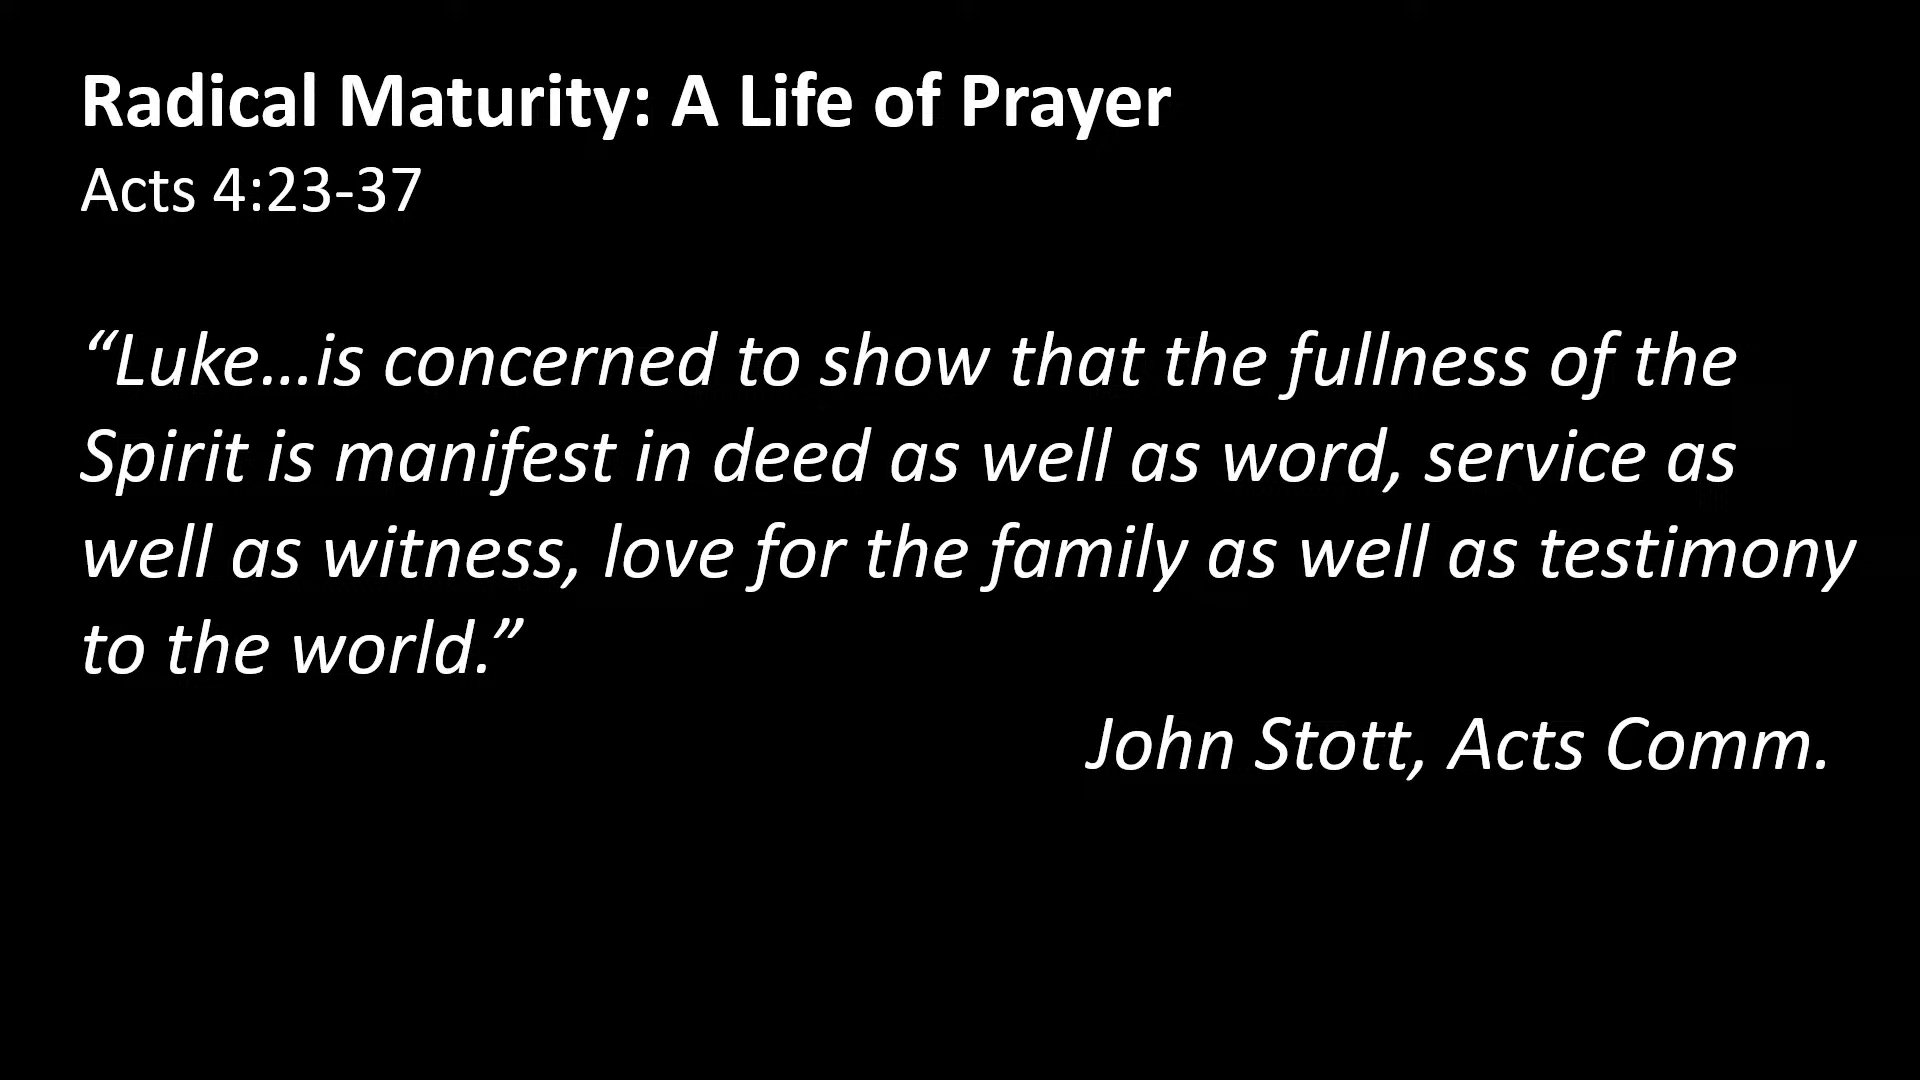 Radical Maturity: A Life of Prayer
Acts 4:23-37
“Luke…is concerned to show that the fullness of the
Spirit is manifest in deed as well as word, service as
well as witness, love for the family as well as testimony
to the world.”
John Stott, Acts Comm.